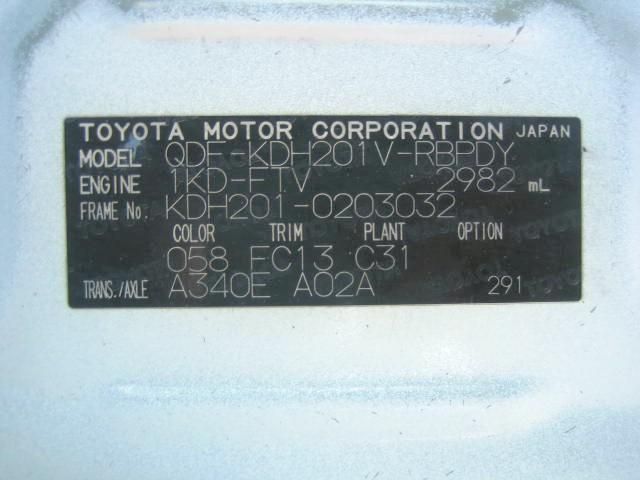 TOYOTA MOTOR CORPORATION JAPAN
MODEL QDF-KDH201V-RBPDY
ENGINE 1KD-FTV 2982 mL
FRAME No. KDH201-0203032
COLOR TRIM PLANT OPTION
058 FC13 C31
TRANS./AXLE A340E A02A 291